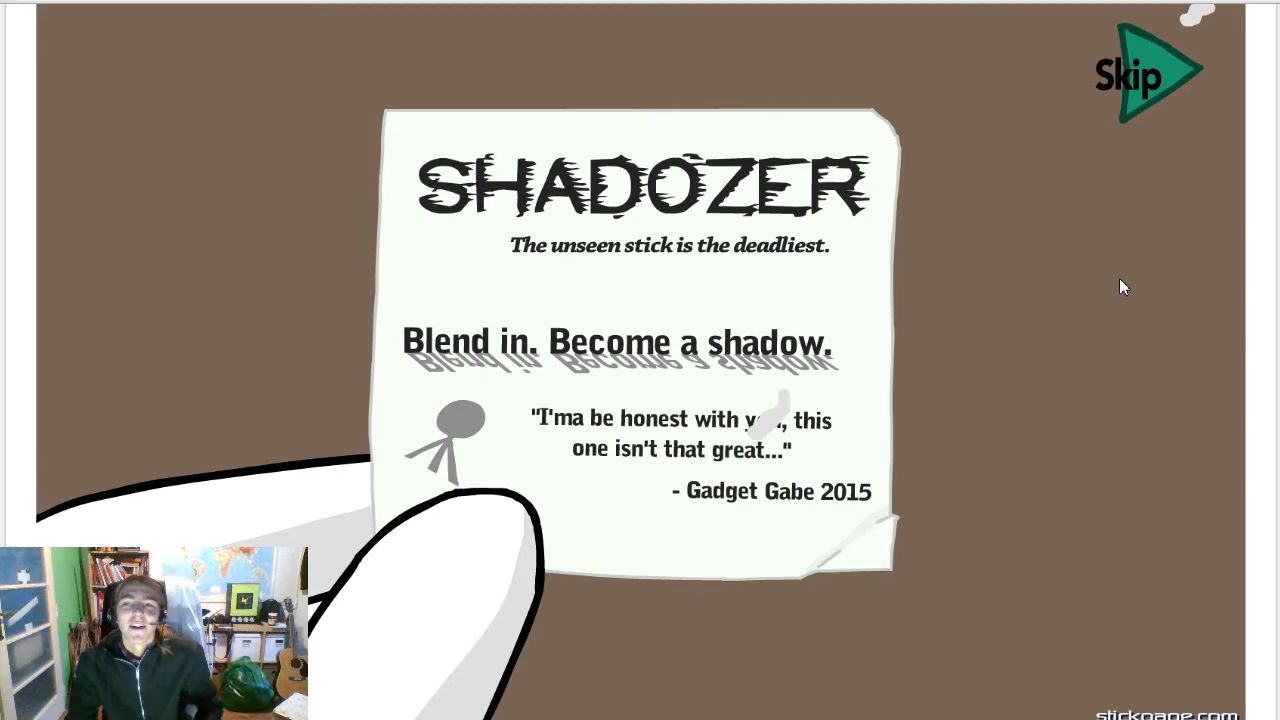 Skip
SHADOZER
The unseen stick is the deadliest.
Blend in. Become a shadow.
"I'ma be honest with you, this
one isn't that great..."
- Gadget Gabe 2015
stickpage.com